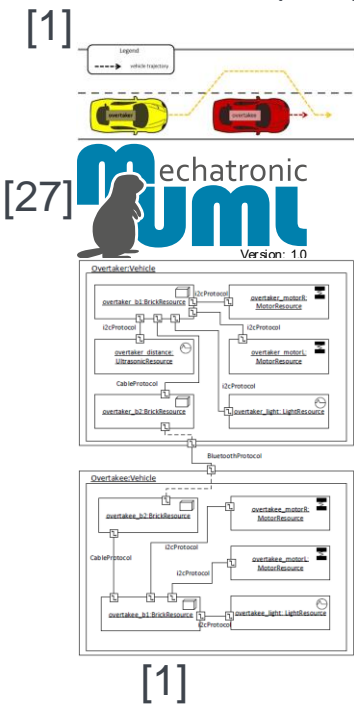 [1]
Legend
vehicle trajectory
overtaker
overtakee
[27]
Mechatronic
UML
Version: 1.0
Overtaker:Vehicle
overtaker_b1:BrickResource
i2cProtocol
overtaker_motorR:
MotorResource
i2cProtocol
i2cProtocol
overtaker_distance:
UltrasonicResource
overtaker_motorL:
MotorResource
CableProtocol
i2cProtocol
overtaker_b2:BrickResource
overtaker_light: LightResource
BluetoothProtocol
Overtakee:Vehicle
overtakee_b2:BrickResource
overtakee_motorR:
MotorResource
i2cProtocol
CableProtocol
overtakee_motorL:
MotorResource
i2cProtocol
overtakee_b1:BrickResource
overtakee_light: LightResource
i2cProtocol
[1]